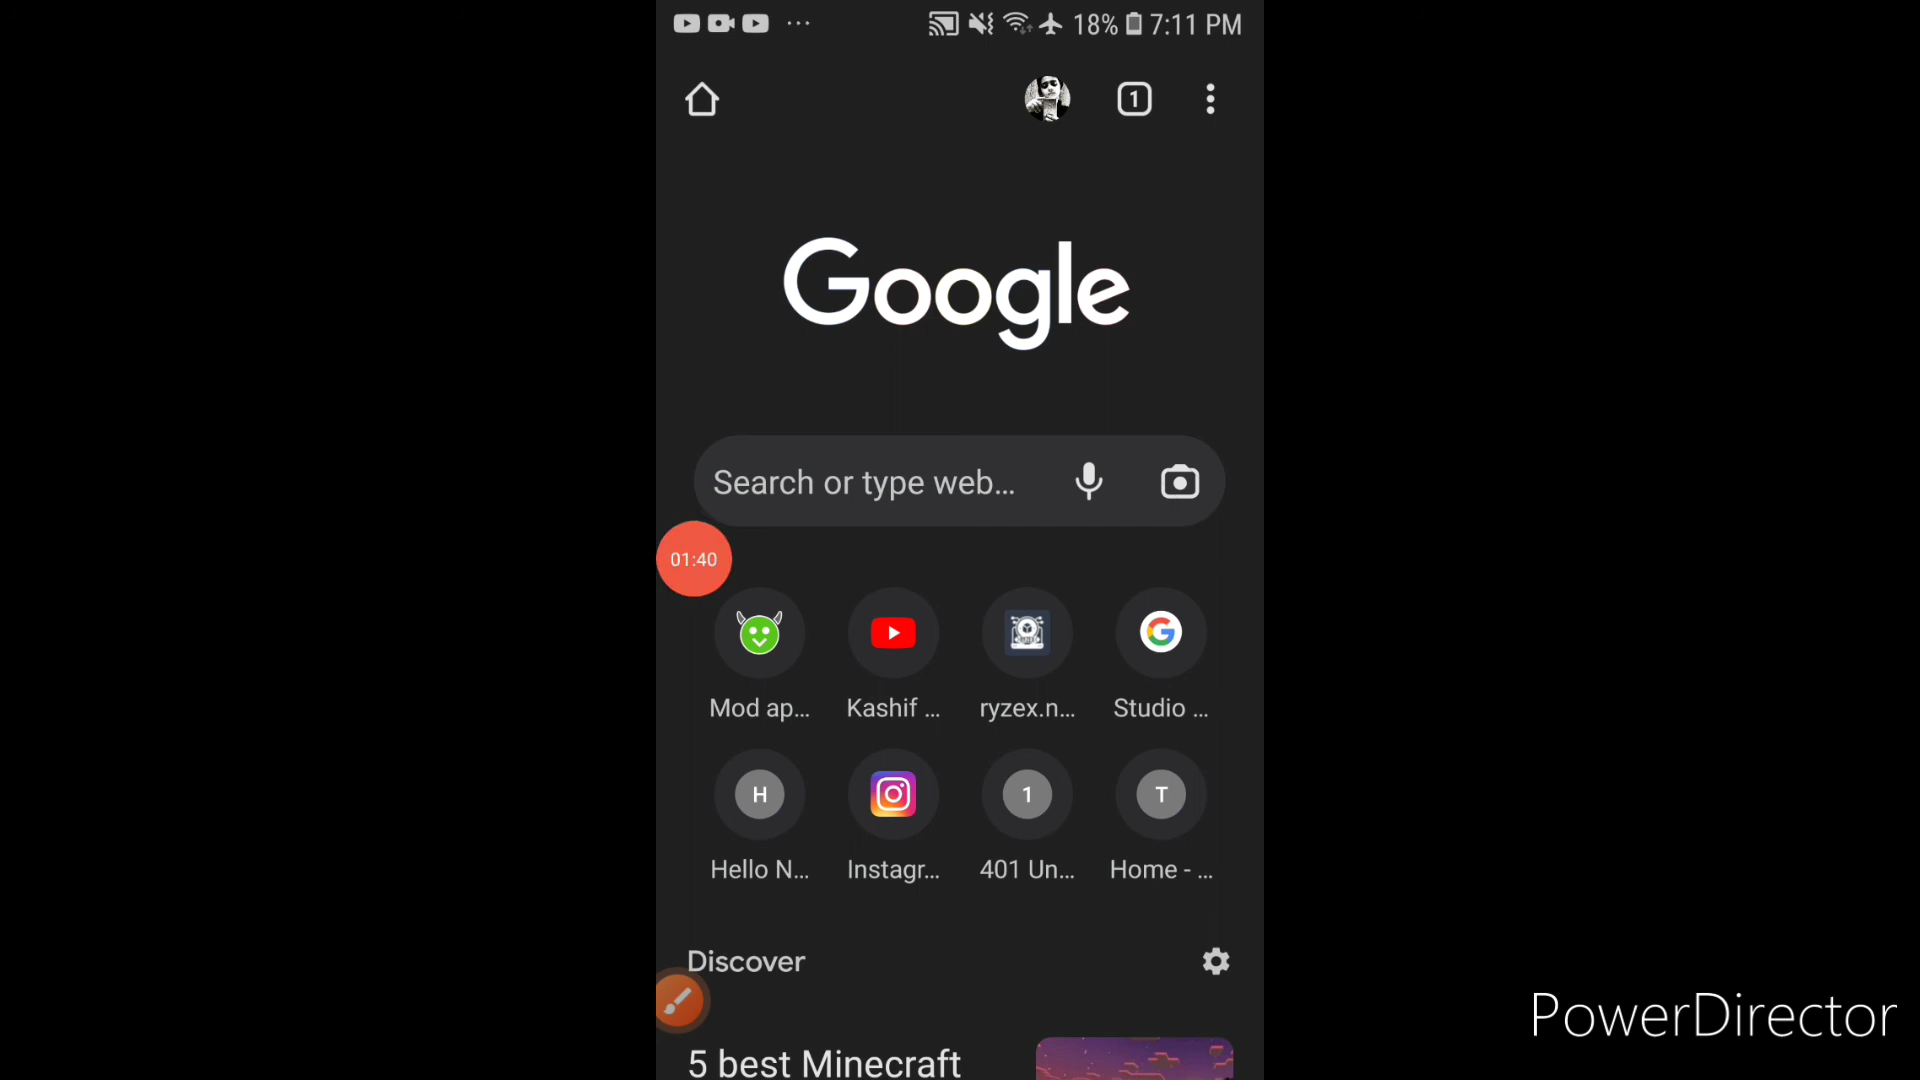 18% 7:11 PM
1
Google
Search or type web...
01:40
Mod ap...
Kashif ...
ryzex.n...
Studio ...
H
1
T
Hello N...
Instagr...
401 Un...
Home - ...
Discover
5 best Minecraft
PowerDirector